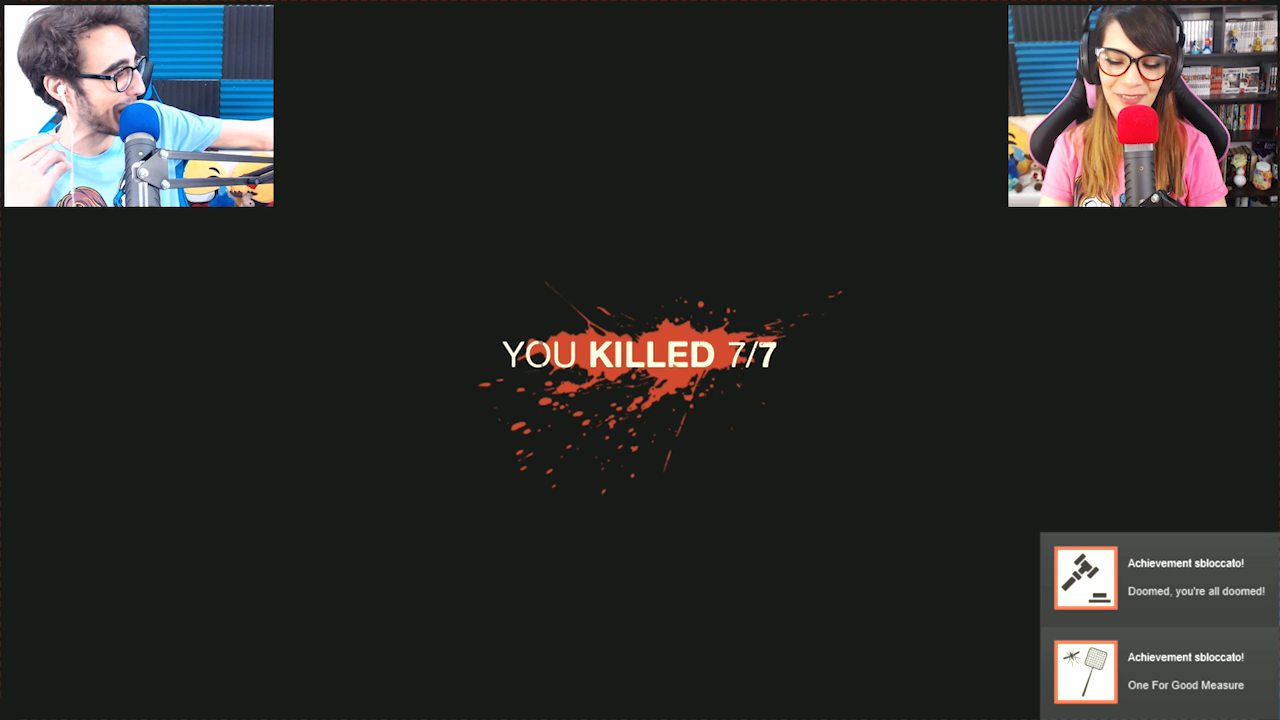 YOU KILLED 7/7
Achievement sbloccato!
Doomed, you're all doomed!
Achievement sbloccato!
One For Good Measure